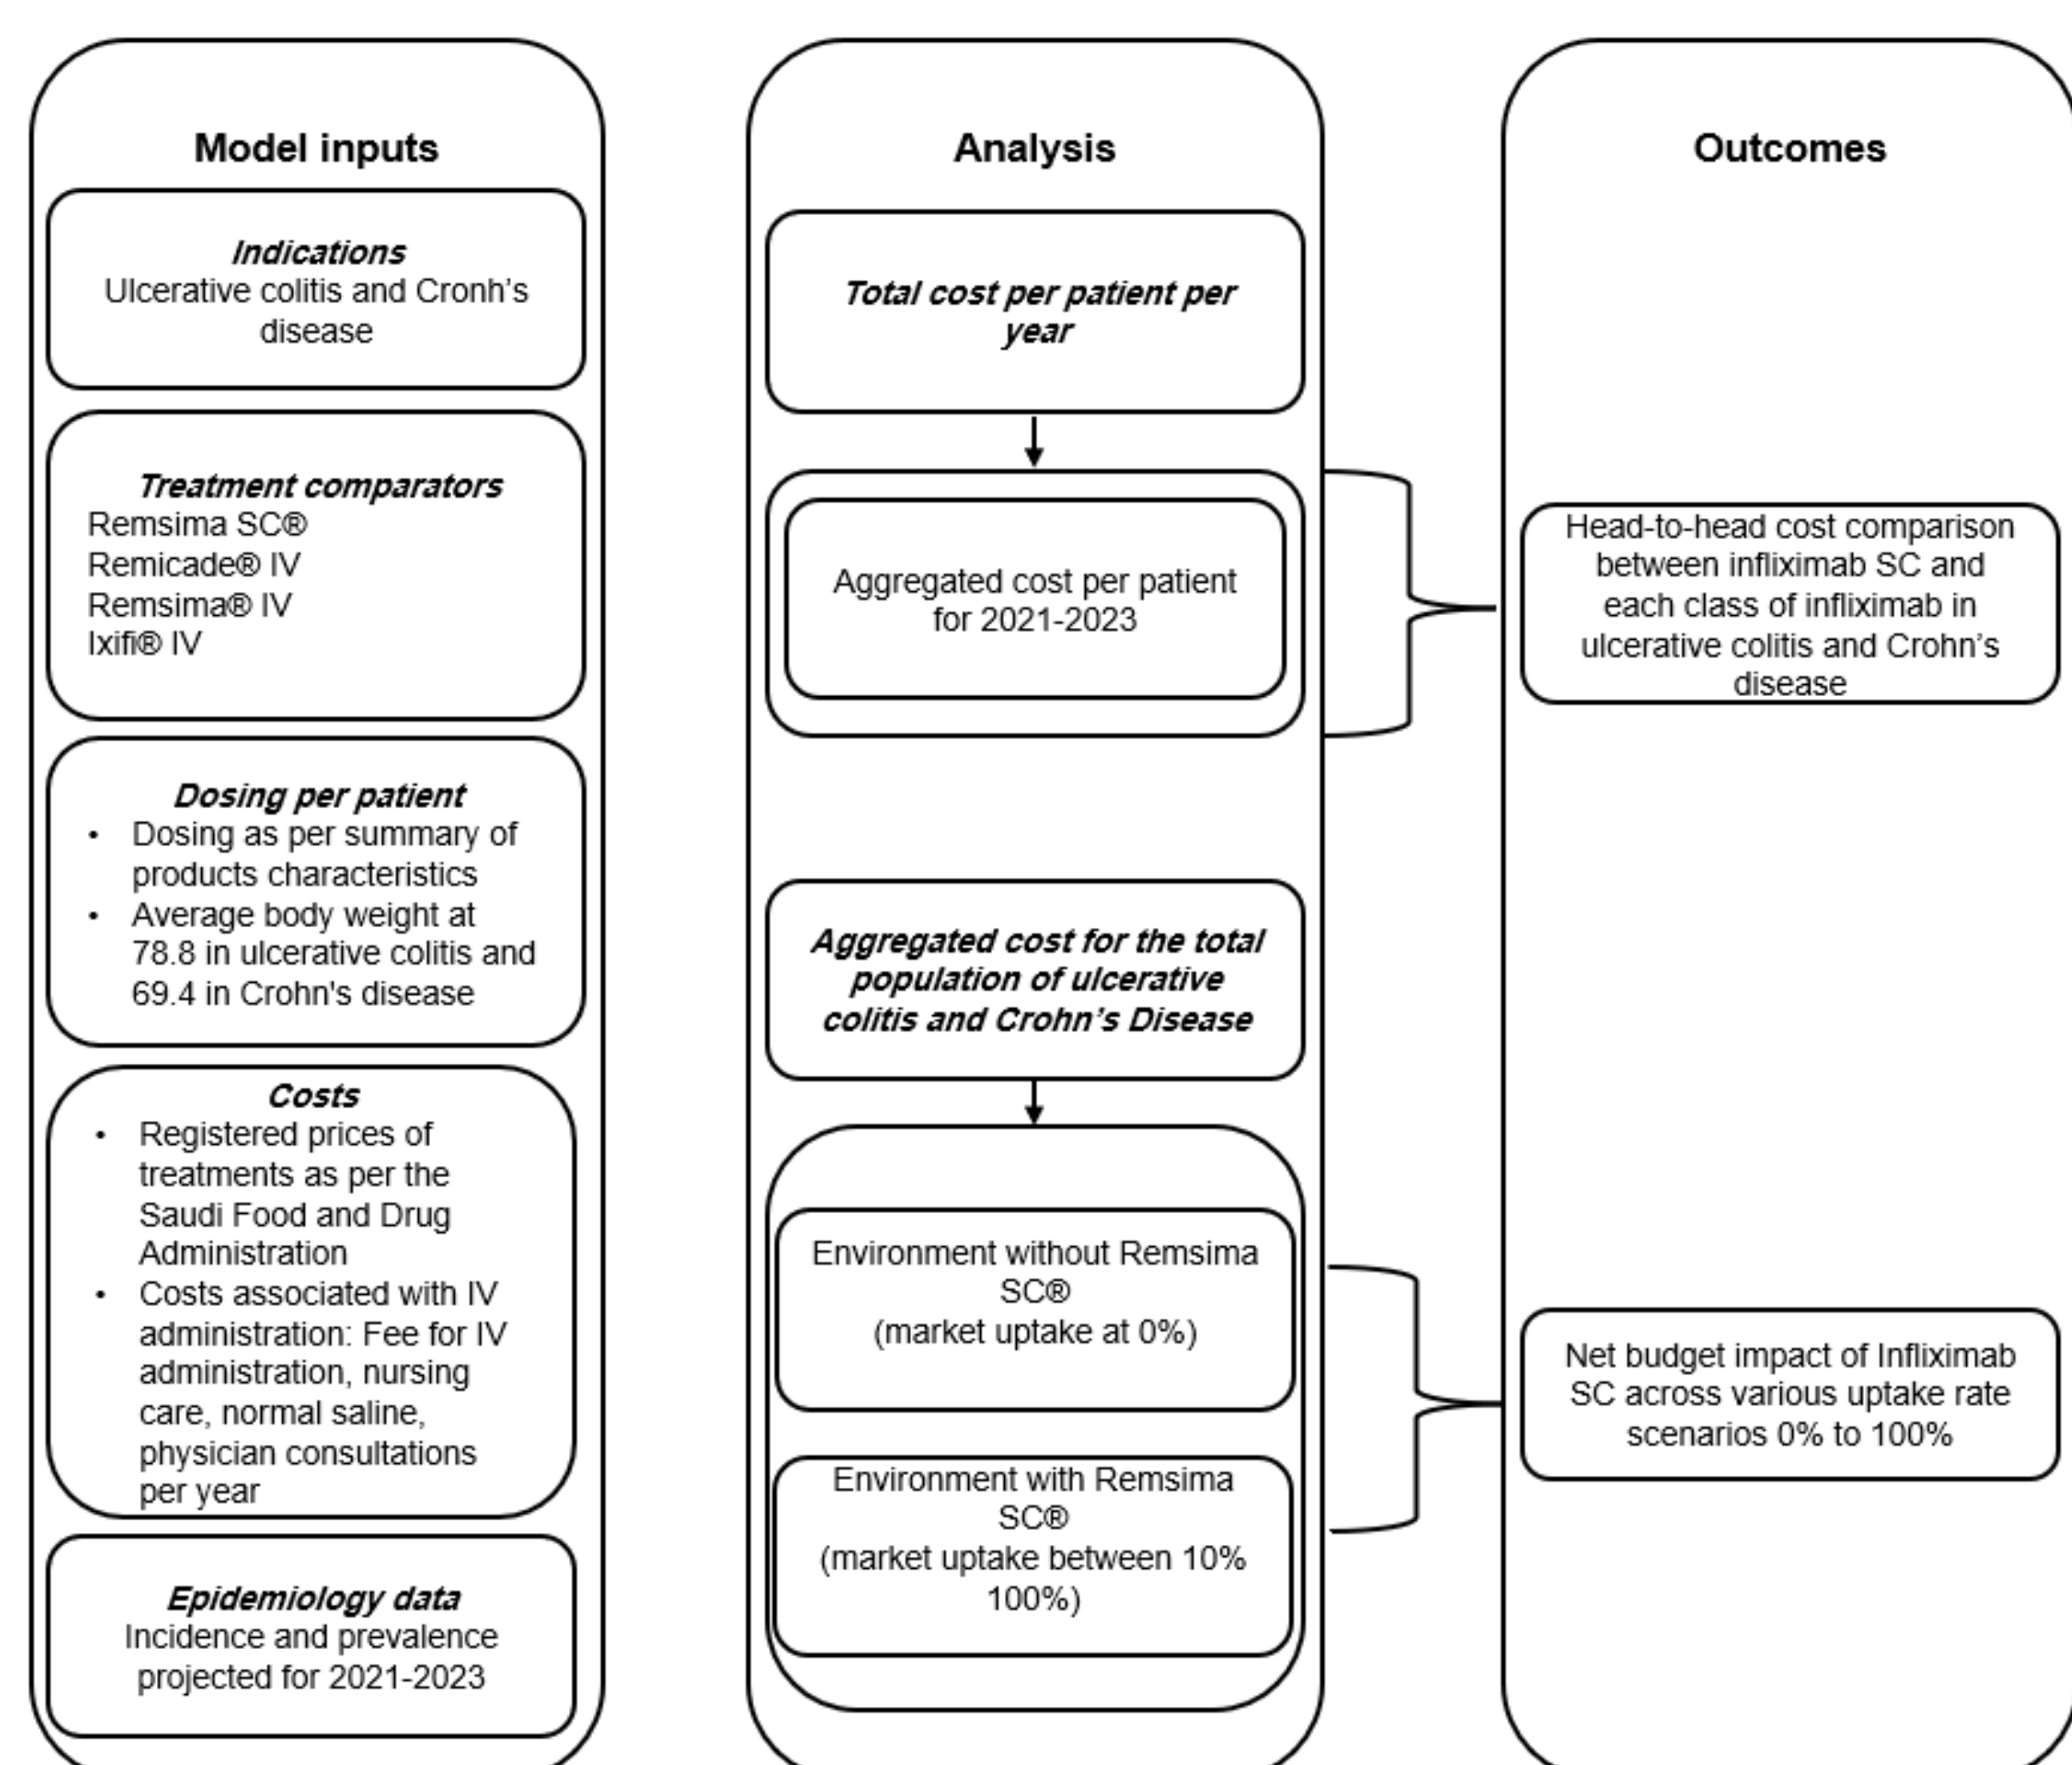 Model inputs
Indications
Ulcerative colitis and Cronh’s
disease
Treatment comparators
Remsima SC®
Remicade® IV
Remsima® IV
Ixifi® IV
Dosing per patient
• Dosing as per summary of
products characteristics
• Average body weight at
78.8 in ulcerative colitis and
69.4 in Crohn's disease
Costs
• Registered prices of
treatments as per the
Saudi Food and Drug
Administration
• Costs associated with IV
administration: Fee for IV
administration, nursing
care, normal saline,
physician consultations
per year
Epidemiology data
Incidence and prevalence
projected for 2021-2023
Analysis
Total cost per patient per
year
Aggregated cost per patient
for 2021-2023
Aggregated cost for the total
population of ulcerative
colitis and Crohn’s Disease
Environment without Remsima
SC®
(market uptake at 0%)
Environment with Remsima
SC®
(market uptake between 10%
100%)
Outcomes
Head-to-head cost comparison
between infliximab SC and
each class of infliximab in
ulcerative colitis and Crohn’s
disease
Net budget impact of Infliximab
SC across various uptake rate
scenarios 0% to 100%